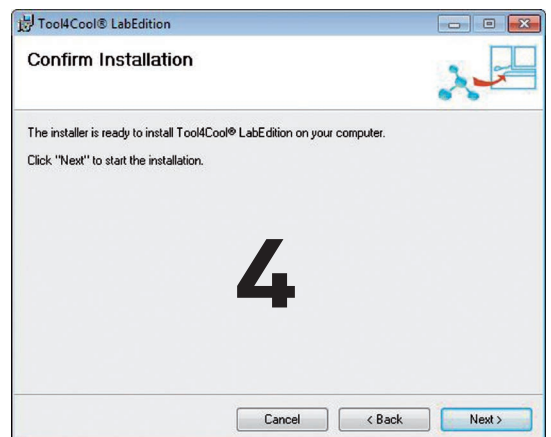 Tool4Cool® LabEdition
Confirm Installation
The installer is ready to install Tool4Cool® LabEdition on your computer.
Click "Next" to start the installation.
4
Cancel
< Back
Next >